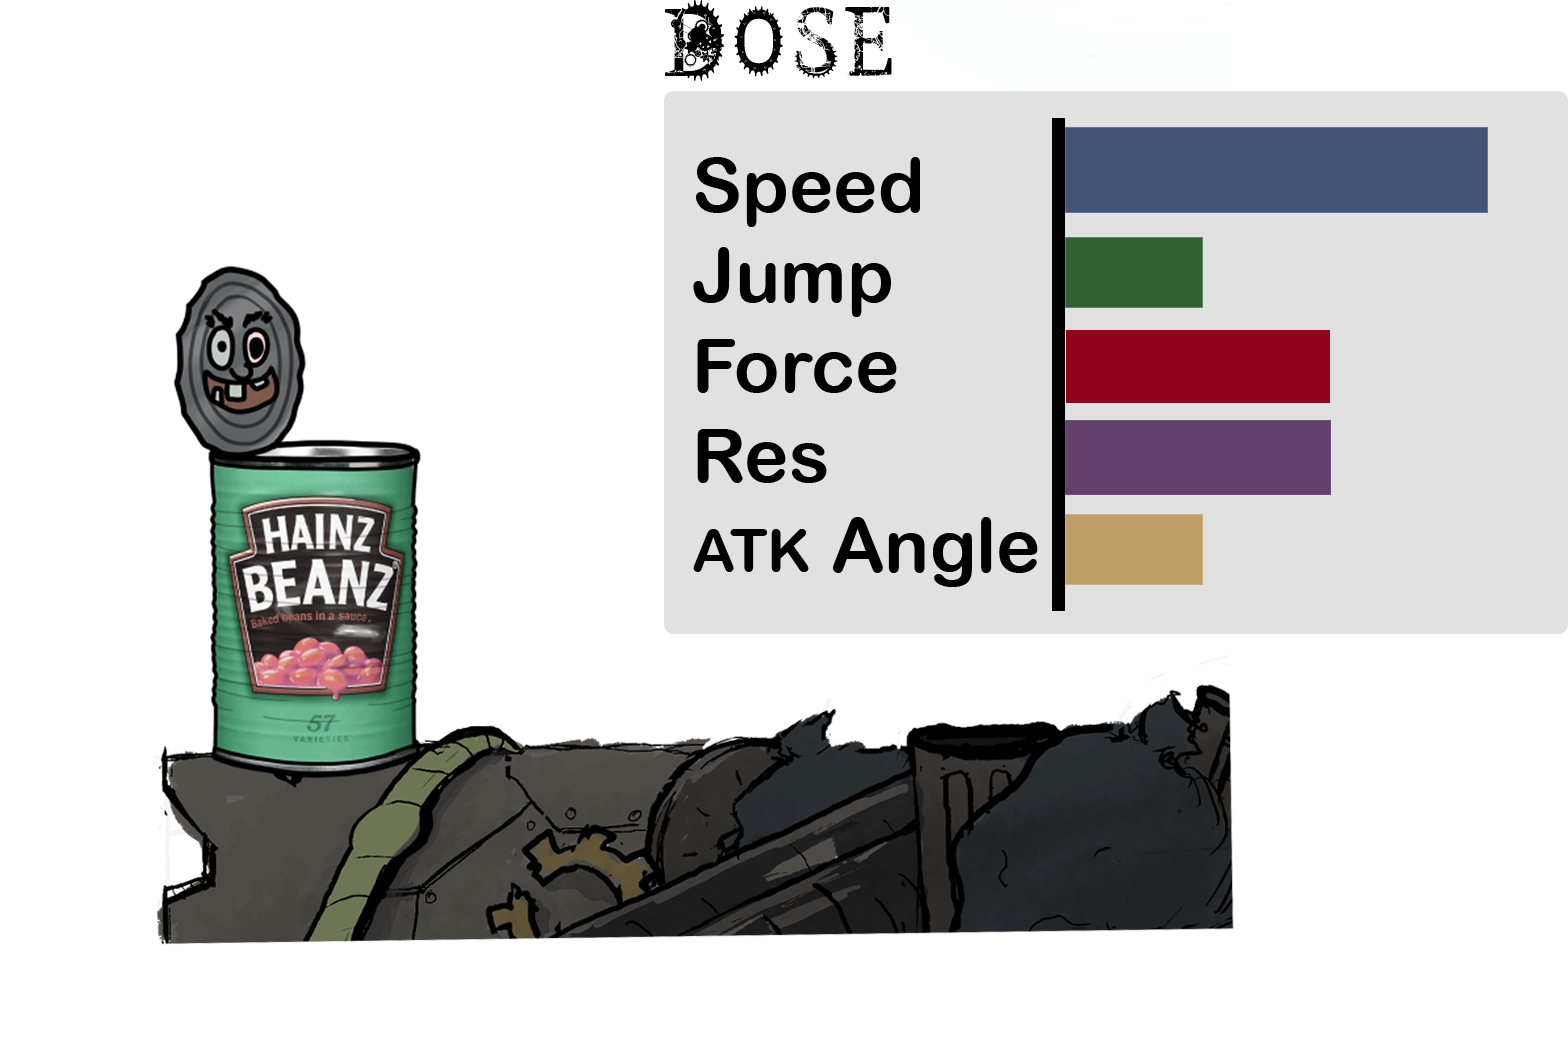 DOSE
Speed
Jump
Force
Res
ATK Angle
HAINZ
BEANZ
Baked beans in a sauce.
57
VARIETIES